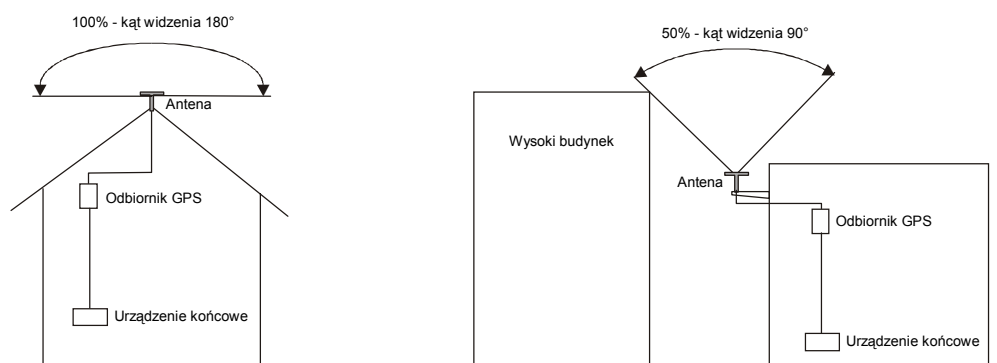 100% - kąt widzenia 180°
Antena
Odbiornik GPS
Urządzenie końcowe
50% - kąt widzenia 90°
Wysoki budynek
Antena
Odbiornik GPS
Urządzenie końcowe